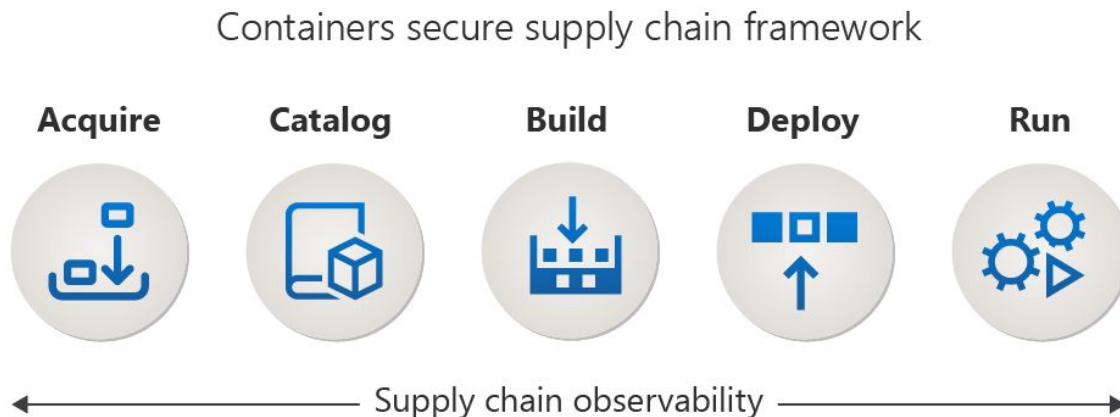 Containers secure supply chain framework
Acquire Catalog Build Deploy Run
Supply chain observability